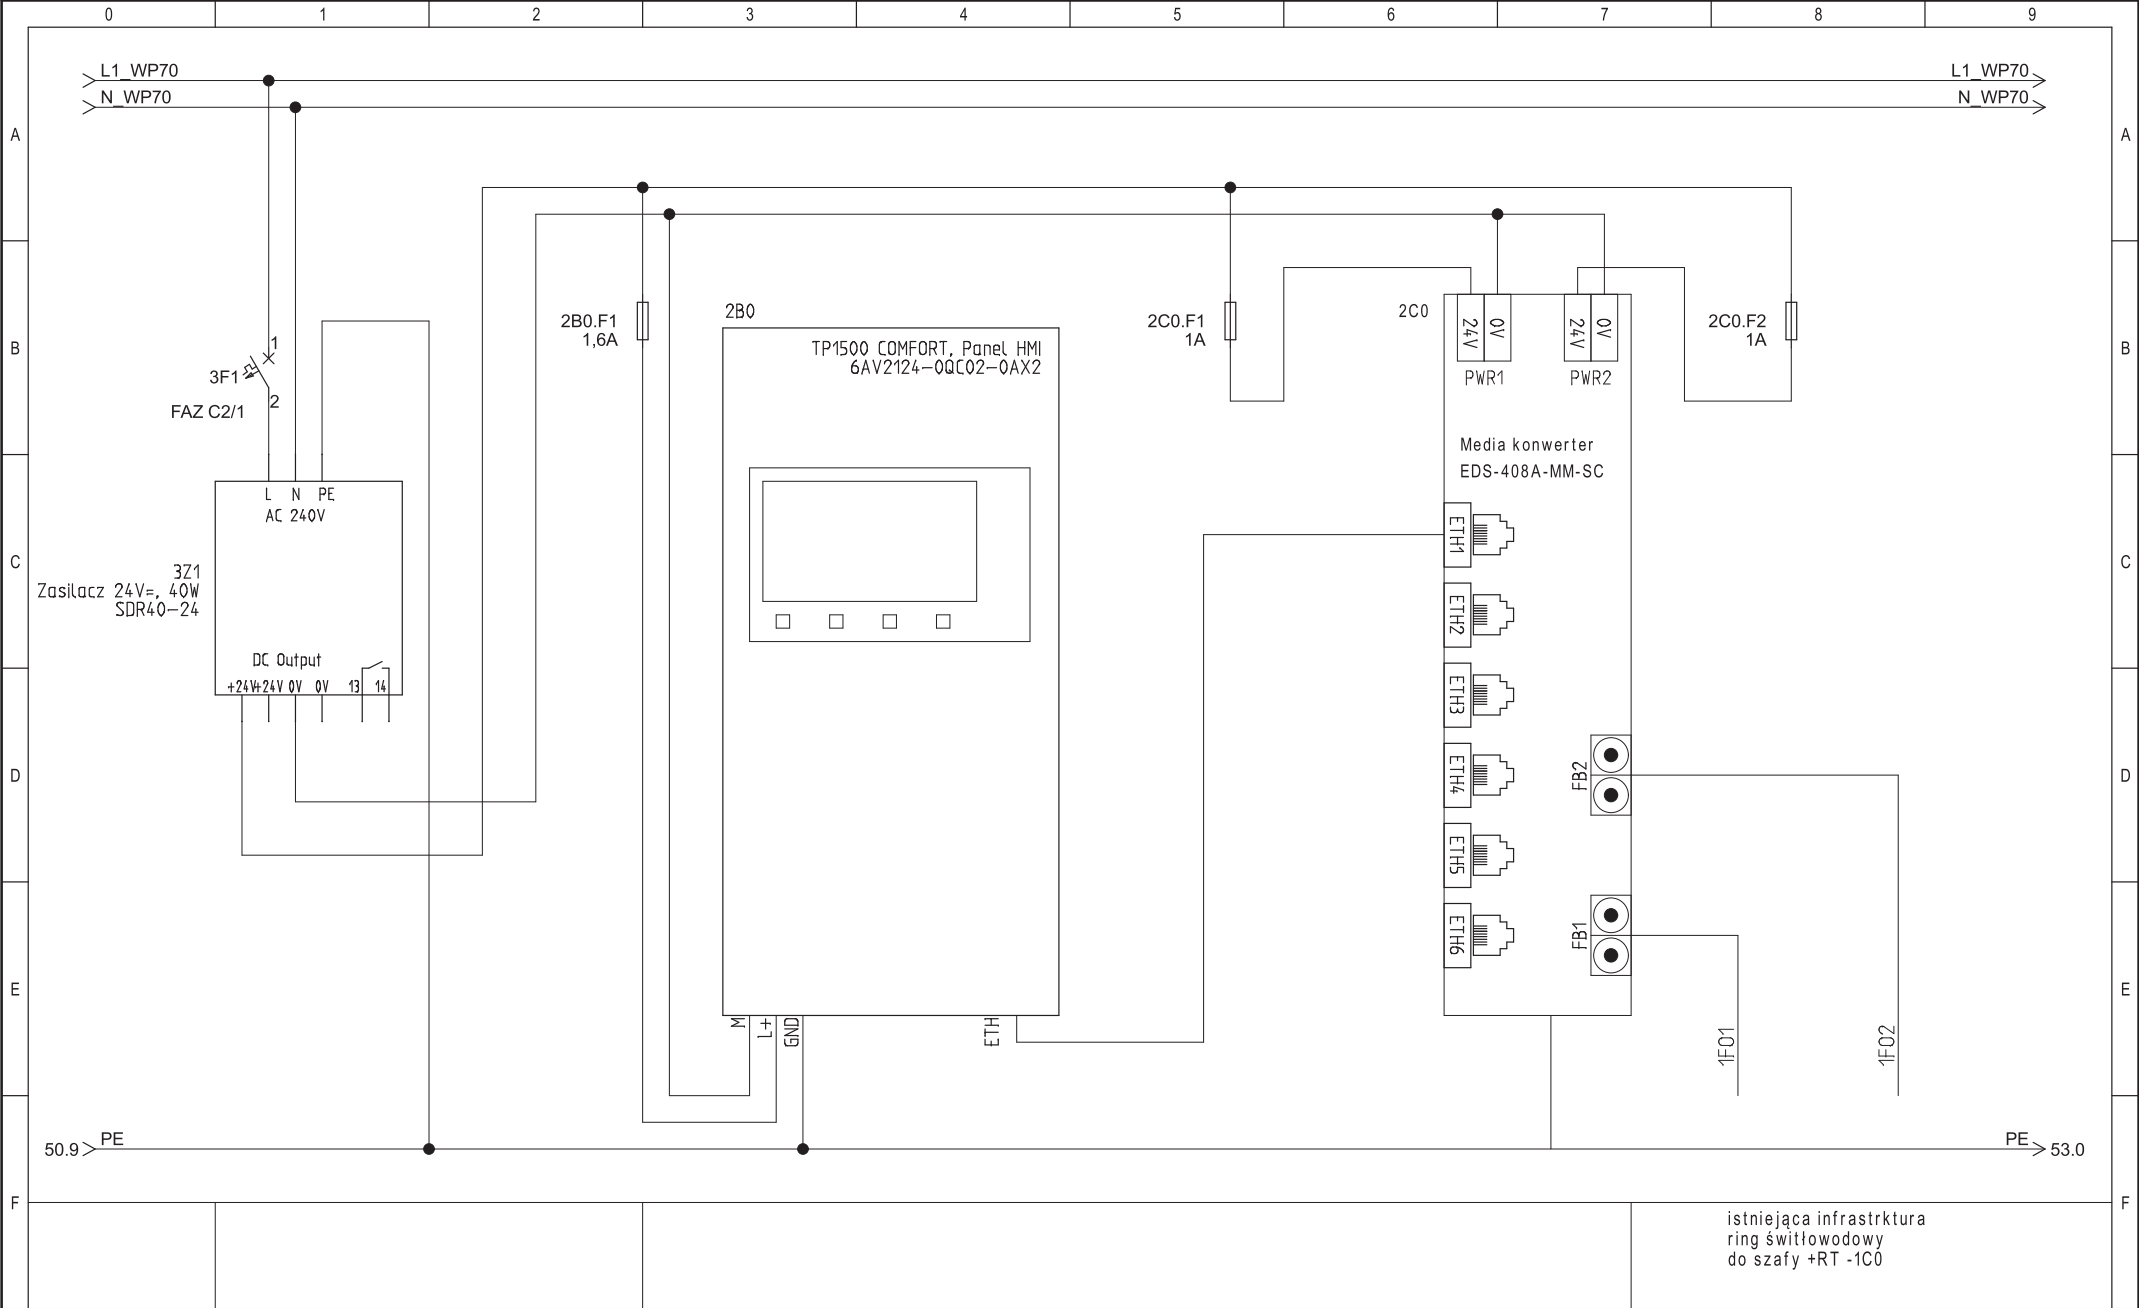 0 1 2 3 4 5 6 7 8 9
L1_WP70 L1_WP70
N_WP70 N_WP70
A A
2B0.F1
1,6A
2B0
TP1500 COMFORT, Panel HMI
6AV2124-0QC02-0AX2
2C0.F1
1A
2C0
24V 0V 24V 0V
PWR1 PWR2
2C0.F2
1A
B B
1
3F1
2
FAZ C2/1
Media konwerter
EDS-408A-MM-SC
L N PE
AC 240V
C C
3Z1
Zasilacz 24V=, 40W
SDR40-24
DC Output
+24V +24V 0V 0V 13 14
ETH1
ETH2
ETH3
ETH4
ETH5
ETH6
D D
FB2
FB1
E E
M L+ GND ETH
1FO1 1FO2
50.9 PE PE 53.0
F F
istniejąca infrastrktura
ring świtłowodowy
do szafy +RT -1C0